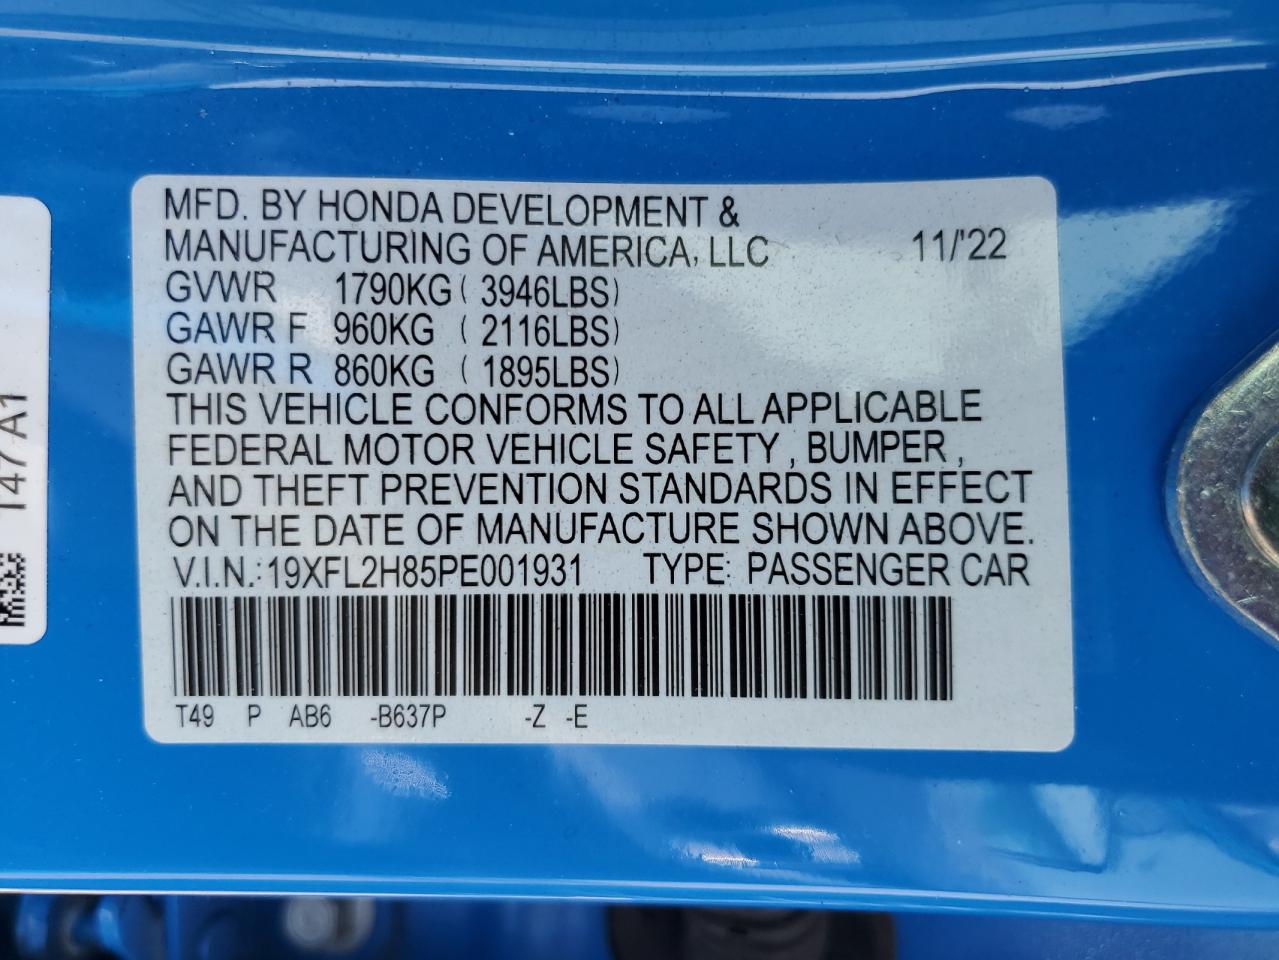 MFD. BY HONDA DEVELOPMENT &
MANUFACTURING OF AMERICA, LLC 11/'22
GVWR 1790KG ( 3946LBS)
GAWR F 960KG ( 2116LBS)
GAWR R 860KG ( 1895LBS)
THIS VEHICLE CONFORMS TO ALL APPLICABLE
FEDERAL MOTOR VEHICLE SAFETY , BUMPER ,
AND THEFT PREVENTION STANDARDS IN EFFECT
ON THE DATE OF MANUFACTURE SHOWN ABOVE.
V.I.N.: 19XFL2H85PE001931 TYPE: PASSENGER CAR
T49 P AB6 -B637P -Z -E
147 A1